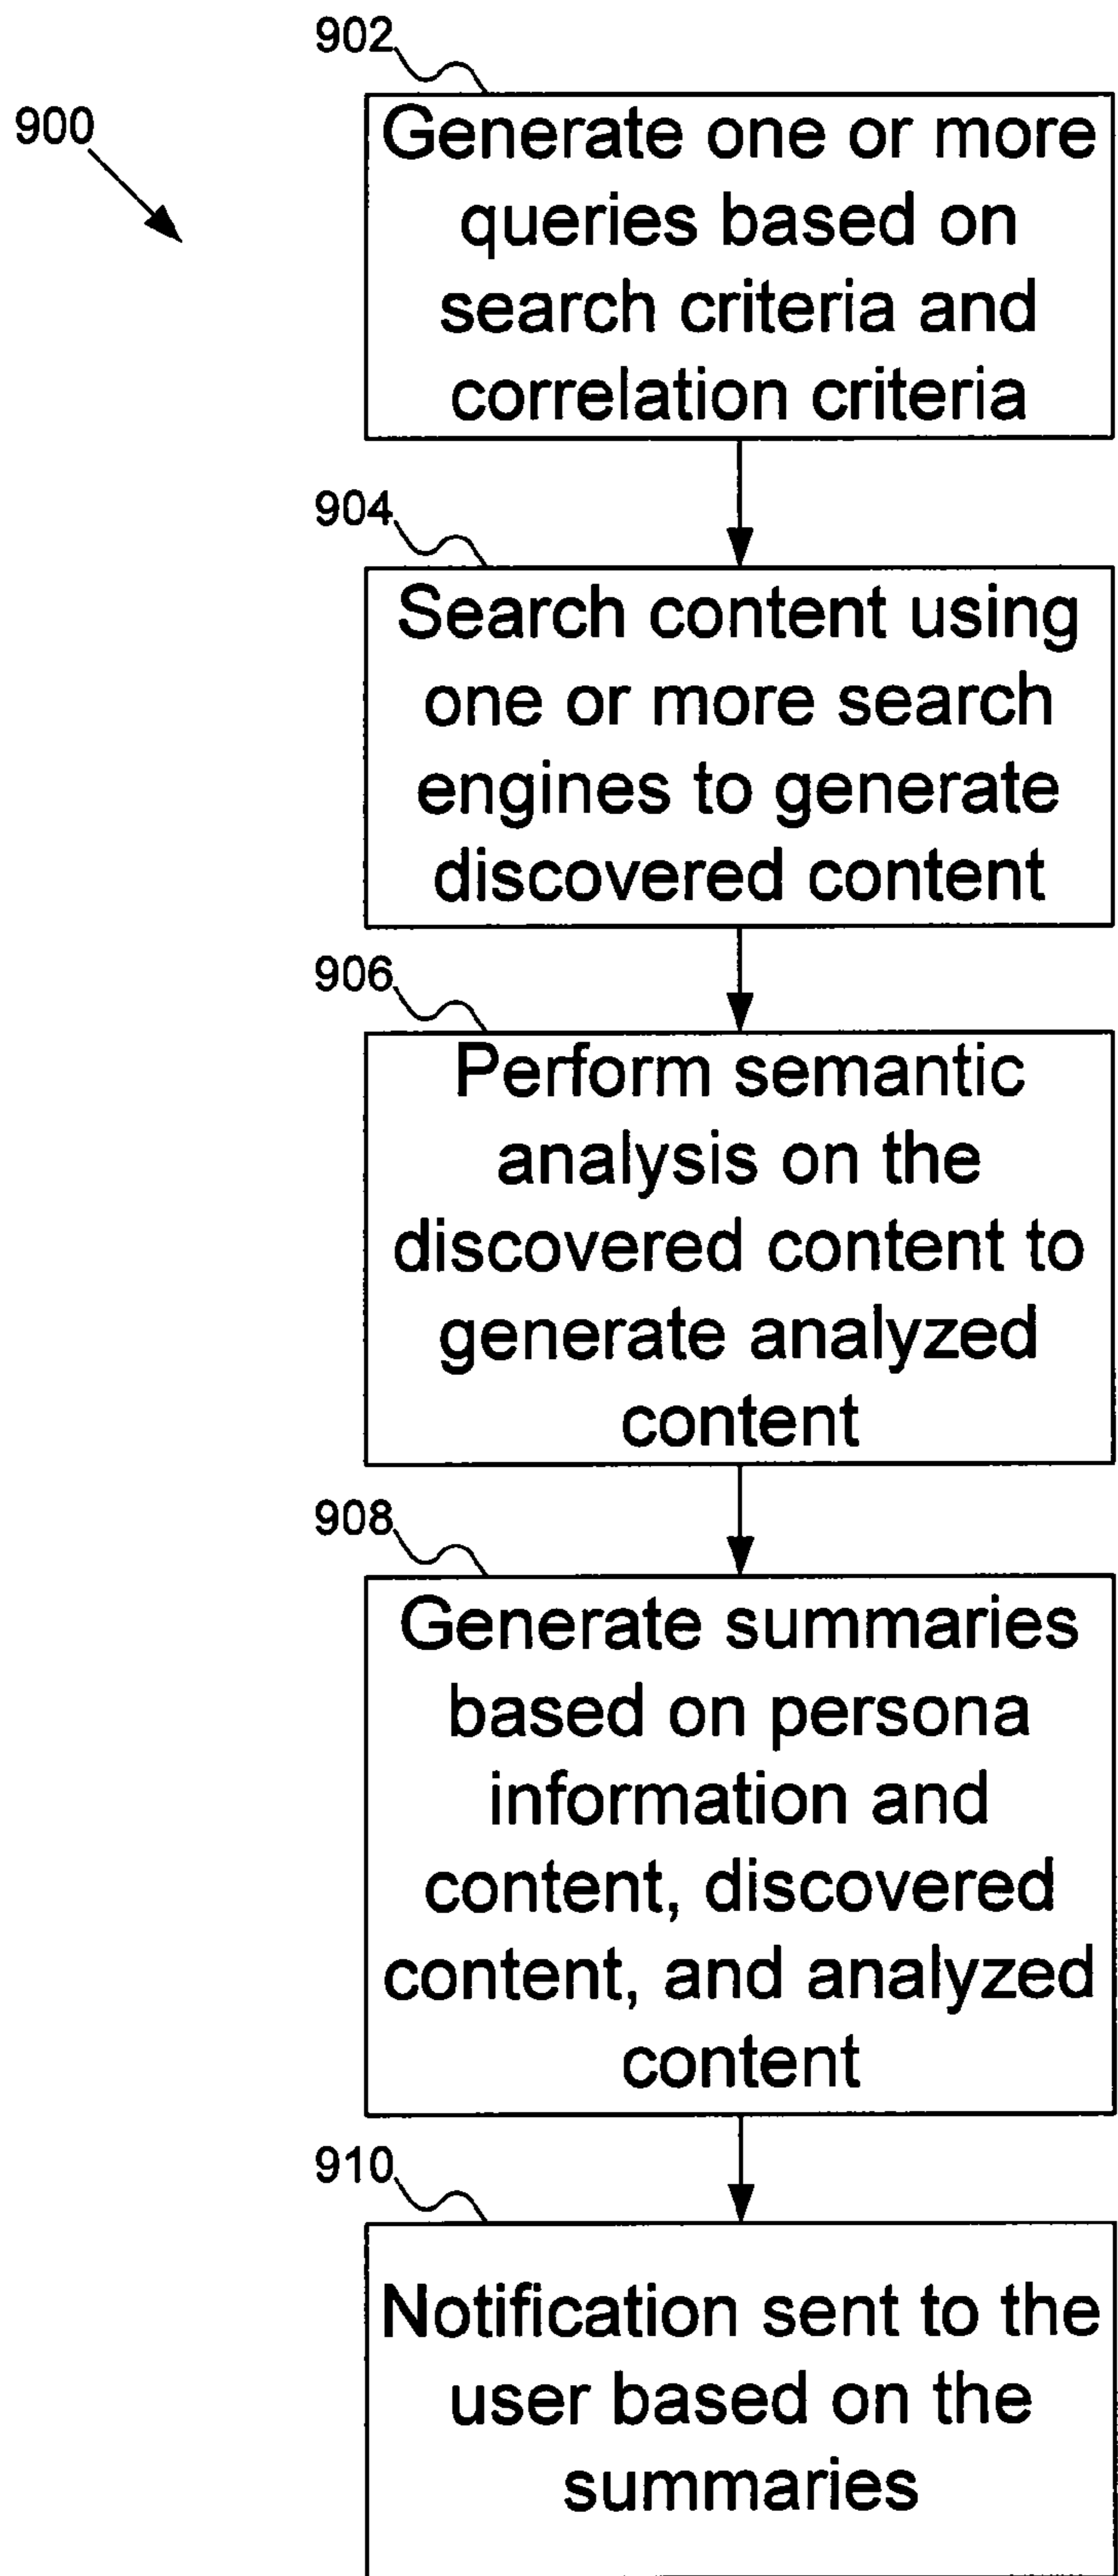 902
900
Generate one or more
queries based on
search criteria and
correlation criteria
904
Search content using
one or more search
engines to generate
discovered content
906
Perform semantic
analysis on the
discovered content to
generate analyzed
content
908
Generate summaries
based on persona
information and
content, discovered
content, and analyzed
content
910
Notification sent to the
user based on the
summaries